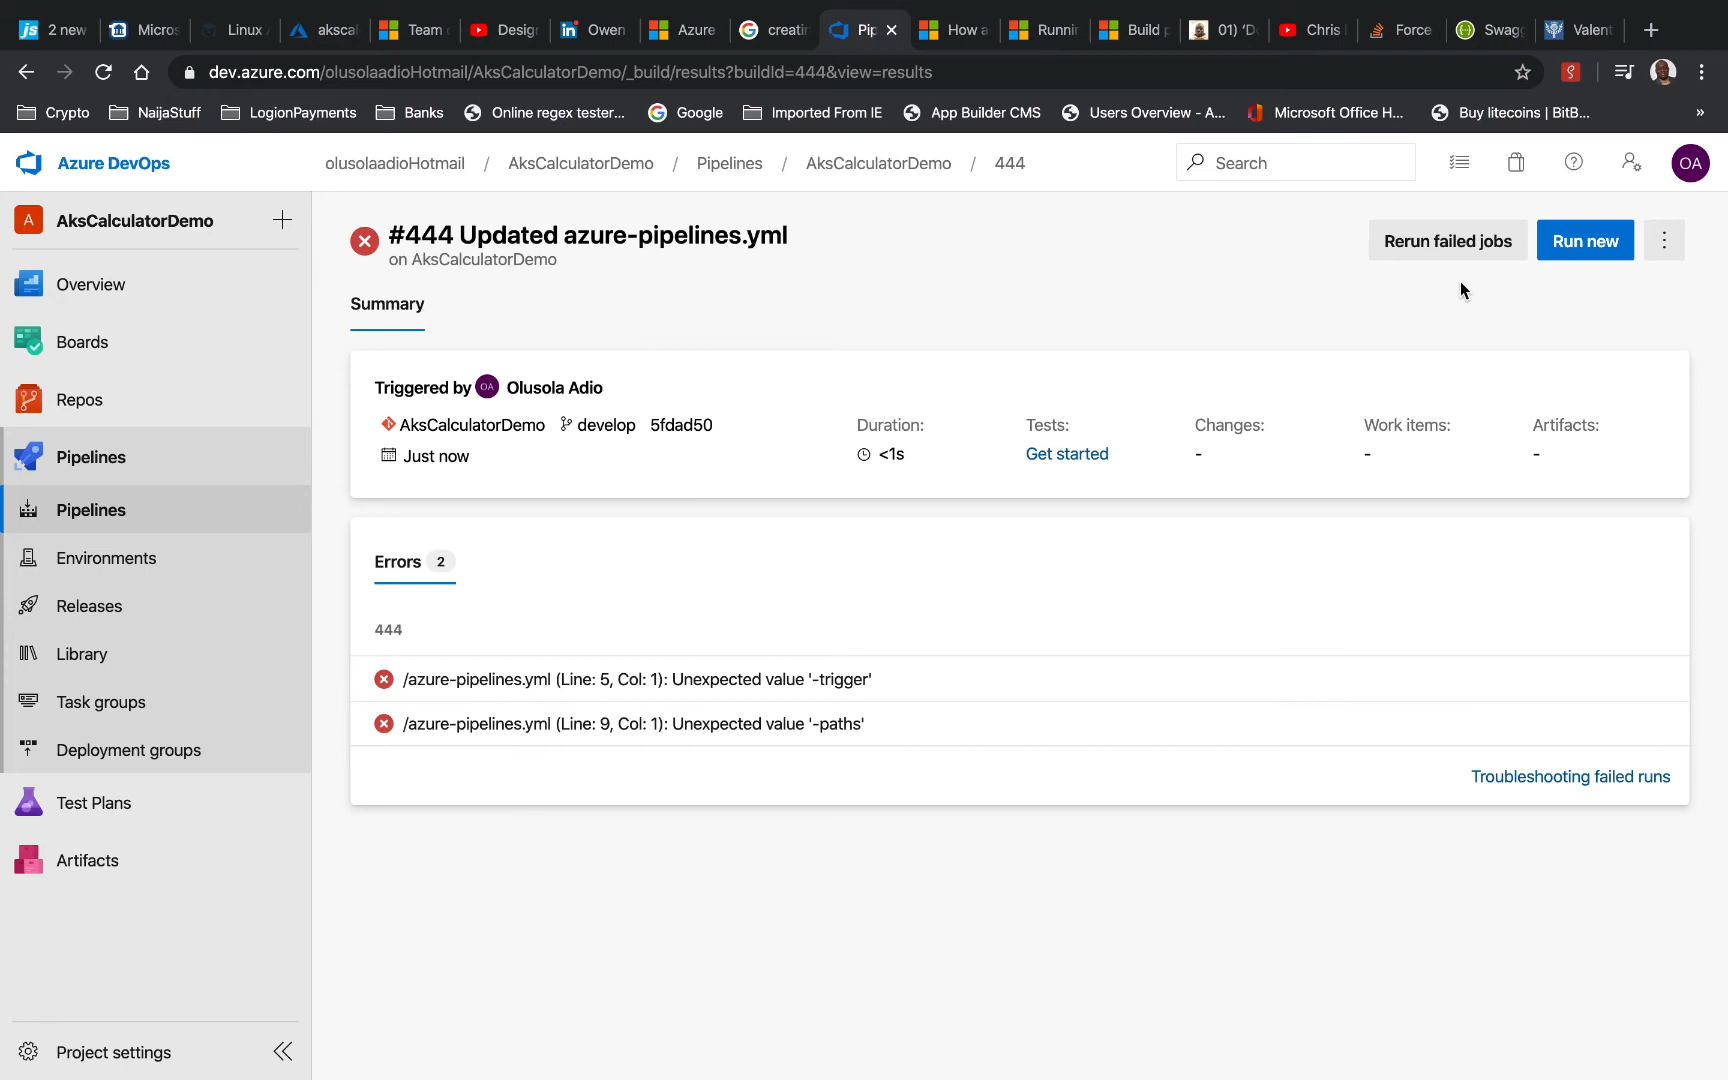 2 new
Micros
Linux
akscal
Team
Desig
Owen
Azure
creatin
Pip
How a
Runnin
Build p
01) 'D
Chris
Force
Swagg
Valent
dev.azure.com/olusolaadioHotmail/AksCalculatorDemo/_build/results?buildId=444&view=results
Crypto
NaijaStuff
LogionPayments
Banks
Online regex tester...
Google
Imported From IE
App Builder CMS
Users Overview - A...
Microsoft Office H...
Buy litecoins | BitB...
»
Azure DevOps
olusolaadioHotmail / AksCalculatorDemo / Pipelines / AksCalculatorDemo / 444
Search
OA
A AksCalculatorDemo
Overview
Boards
Repos
Pipelines
Pipelines
Environments
Releases
Library
Task groups
Deployment groups
Test Plans
Artifacts
Project settings
#444 Updated azure-pipelines.yml
on AksCalculatorDemo
Rerun failed jobs
Run new
Summary
Triggered by OA Olusola Adio
AksCalculatorDemo develop 5fdad50
Just now
Duration:
<1s
Tests:
Get started
Changes:
-
Work items:
-
Artifacts:
-
Errors 2
444
/azure-pipelines.yml (Line: 5, Col: 1): Unexpected value '-trigger'
/azure-pipelines.yml (Line: 9, Col: 1): Unexpected value '-paths'
Troubleshooting failed runs